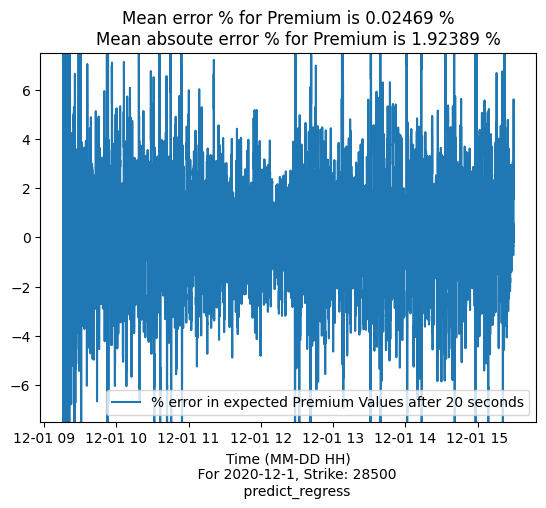 Mean error % for Premium is 0.02469 %
Mean absoute error % for Premium is 1.92389 %
6
4
2
0
−2
−4
−6
% error in expected Premium Values after 20 seconds
12-01 09 12-01 10 12-01 11 12-01 12 12-01 13 12-01 14 12-01 15
Time (MM-DD HH)
For 2020-12-1, Strike: 28500
predict_regress